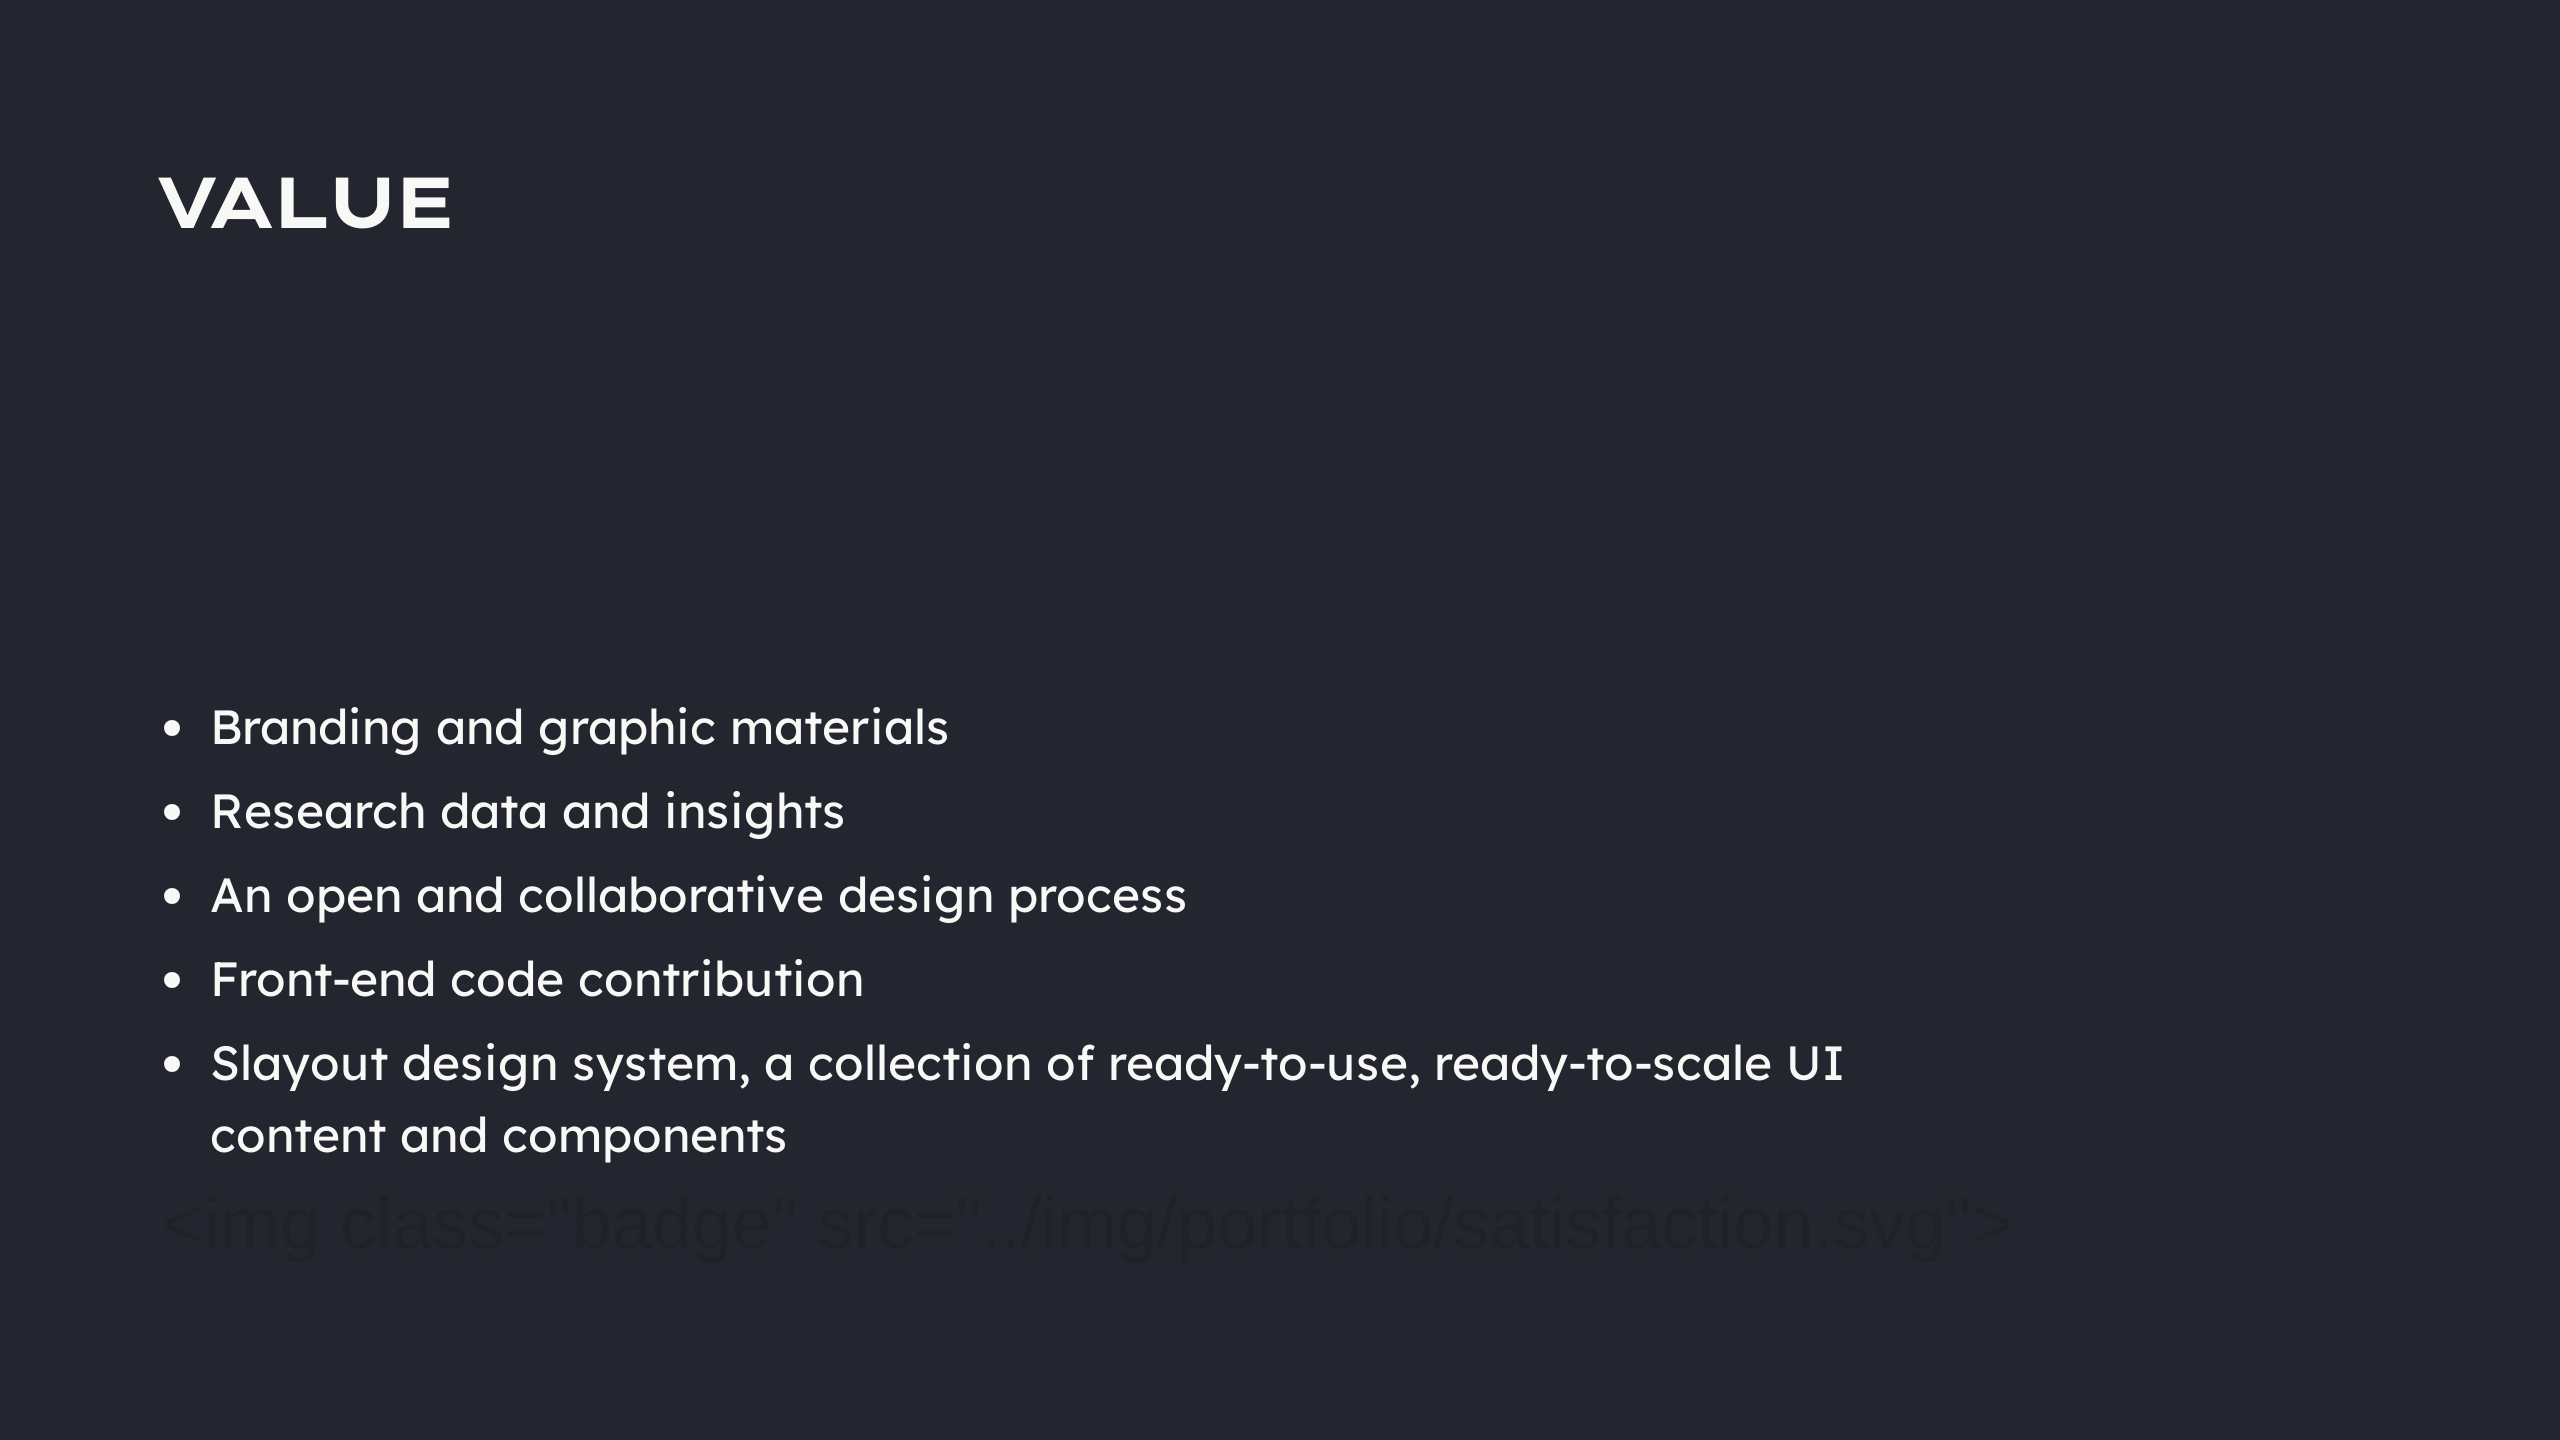 VALUE
• Branding and graphic materials
• Research data and insights
• An open and collaborative design process
• Front-end code contribution
• Slayout design system, a collection of ready-to-use, ready-to-scale UI
content and components
<img class="badge" src="../img/portfolio/satisfaction.svg">